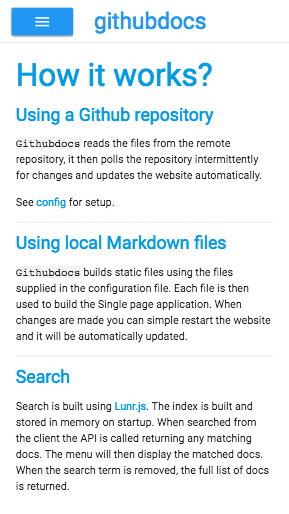 githubdocs
How it works?
Using a Github repository
Githubdocs reads the files from the remote
repository, it then polls the repository intermittently
for changes and updates the website automatically.
See config for setup.
Using local Markdown files
Githubdocs builds static files using the files
supplied in the configuration file. Each file is then
used to build the Single page application. When
changes are made you can simple restart the website
and it will be automatically updated.
Search
Search is built using Lunr.js. The index is built and
stored in memory on startup. When searched from
the client the API is called returning any matching
docs. The menu will then display the matched docs.
When the search term is removed, the full list of docs
is returned.